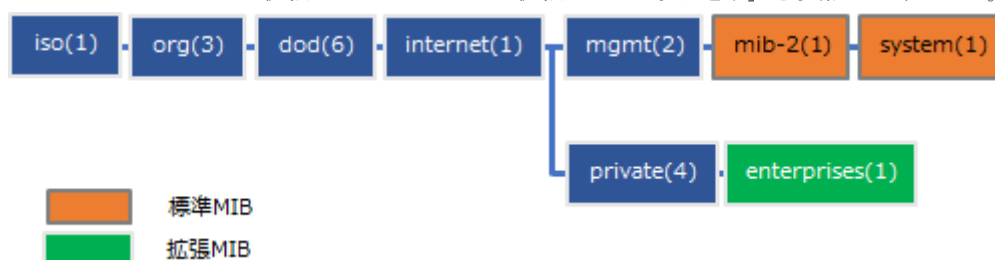 iso(1) org(3) dod(6) internet(1) mgmt(2) mib-2(1) system(1)
private(4) enterprises(1)
標準MIB
拡張MIB